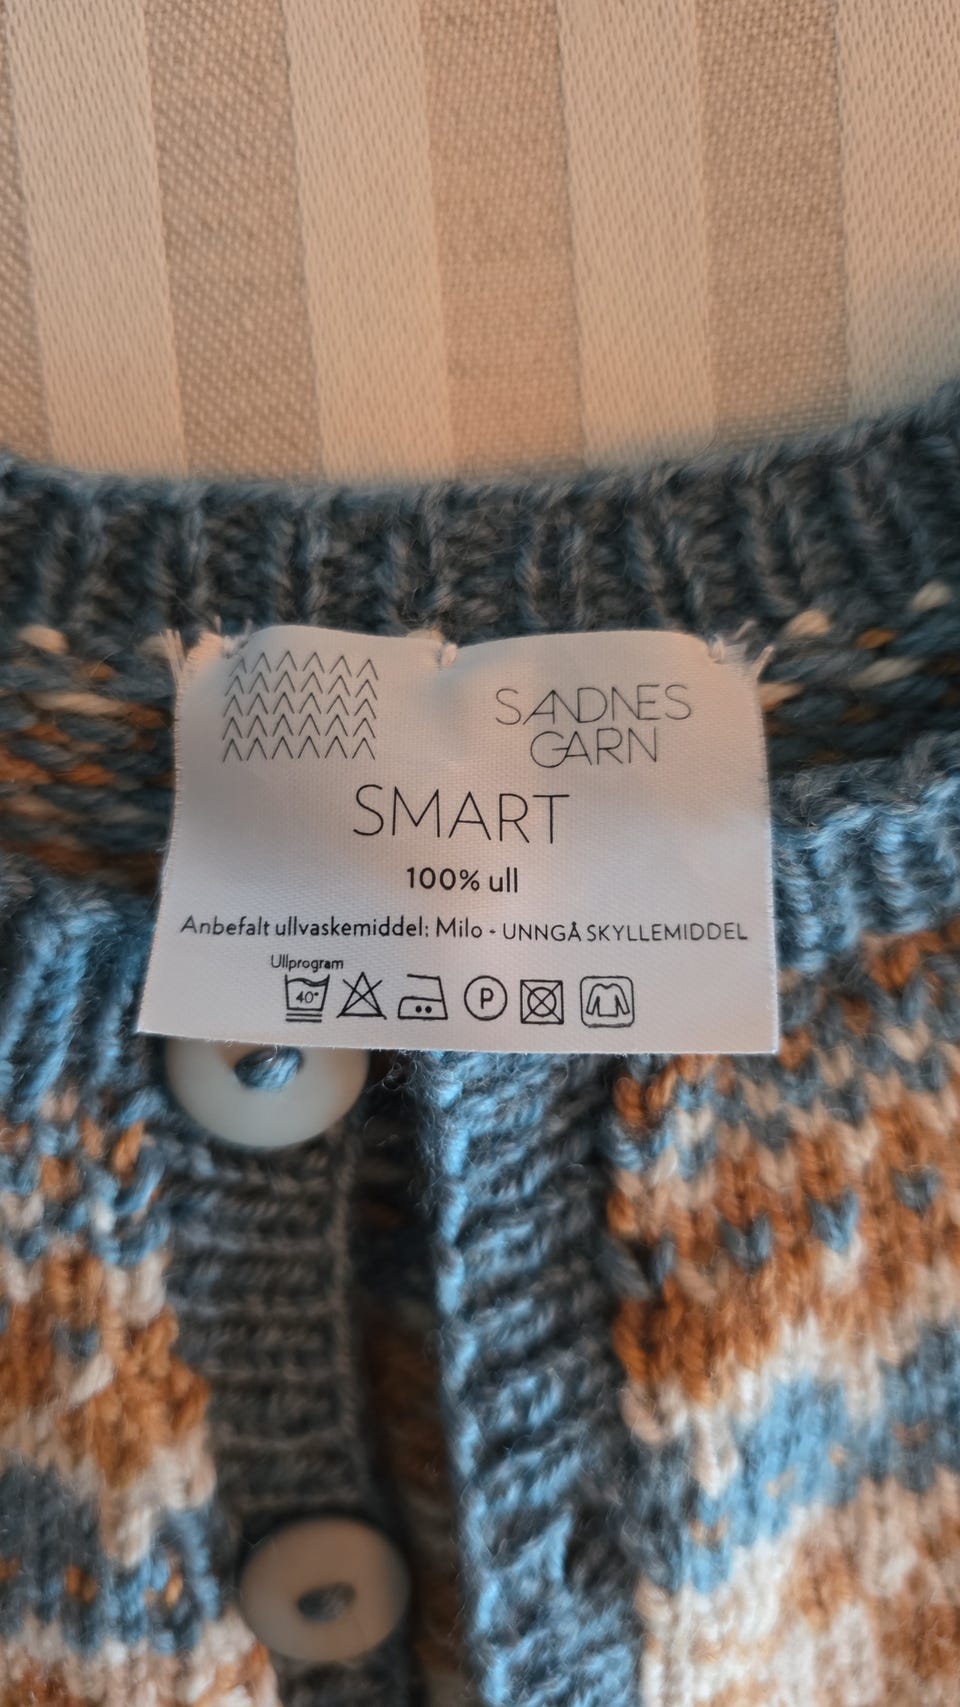 SANDNES
GARN
SMART
100% ull
Anbefalt ullvaskemiddel: Milo - UNNGÅ SKYLLEMIDDEL
Ullprogram
40°
P